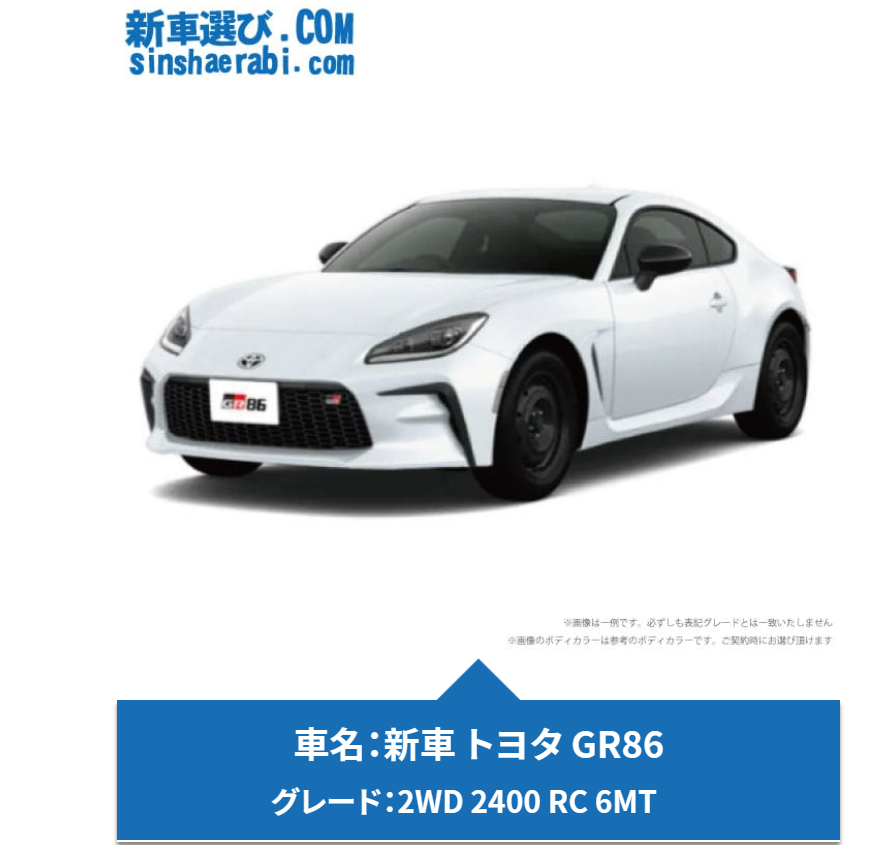 新車選び.COM
sinshaerabi.com
GR86
GR
※画像は一例です。必ずしも表記グレードとは一致いたしません
※画像のボディカラーは参考のボディカラーです。ご契約時にお選び頂けます
車名：新車 トヨタ GR86
グレード：2WD 2400 RC 6MT